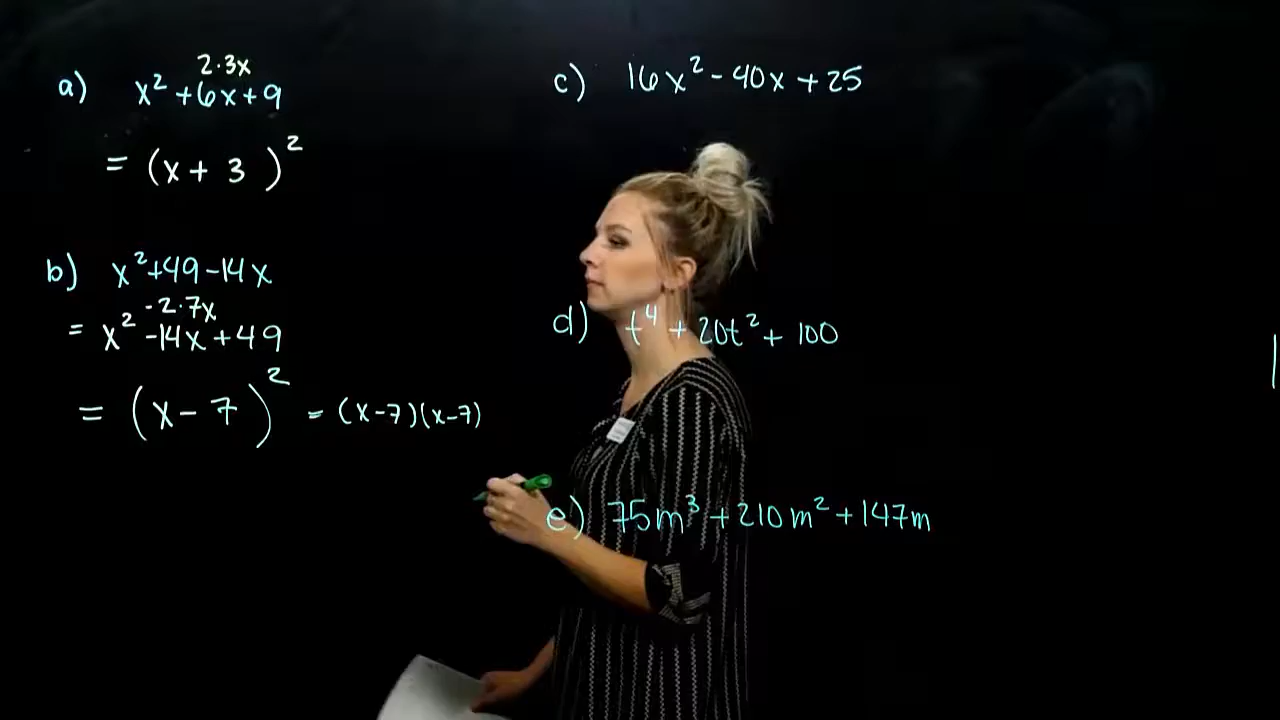 a) x² + 6x + 9
2·3x
= (x + 3)²
b) x² + 49 - 14x
-2·7x
= x² - 14x + 49
= (x - 7)² = (x-7)(x-7)
c) 16x² - 40x + 25
d) t⁴ + 20t² + 100
e) 75m³ + 210m² + 147m